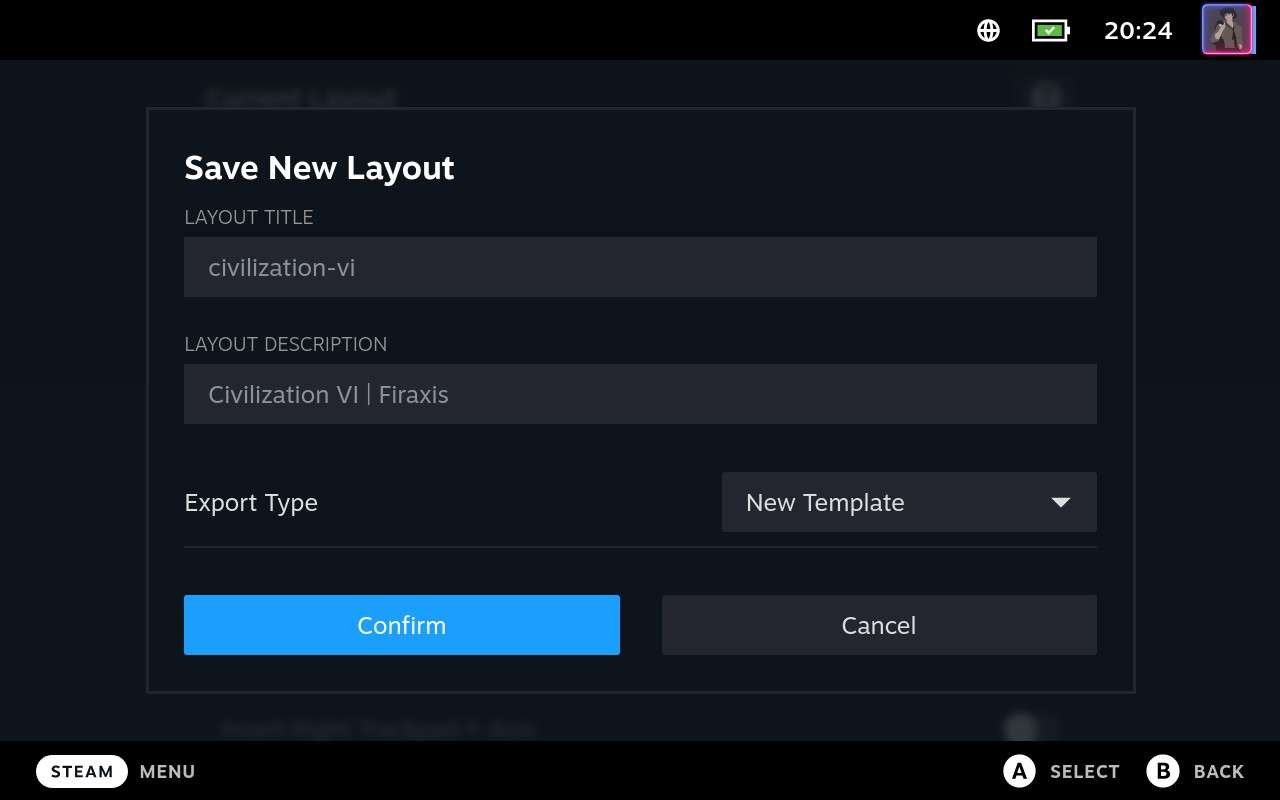 20:24
Current Layout
Save New Layout
LAYOUT TITLE
civilization-vi
LAYOUT DESCRIPTION
Civilization VI | Firaxis
Export Type
New Template
Confirm
Cancel
Invert Right Trackpad Y-Axis
STEAM MENU
A SELECT B BACK